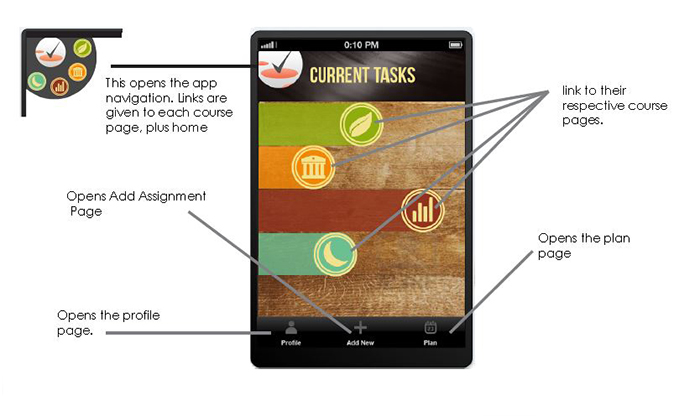 0:10 PM
CURRENT TASKS
This opens the app
navigation. Links are
given to each course
page, plus home
link to their
respective course
pages.
Opens Add Assignment
Page
Opens the plan
page
Opens the profile
page.
Profile
Add New
23
Plan